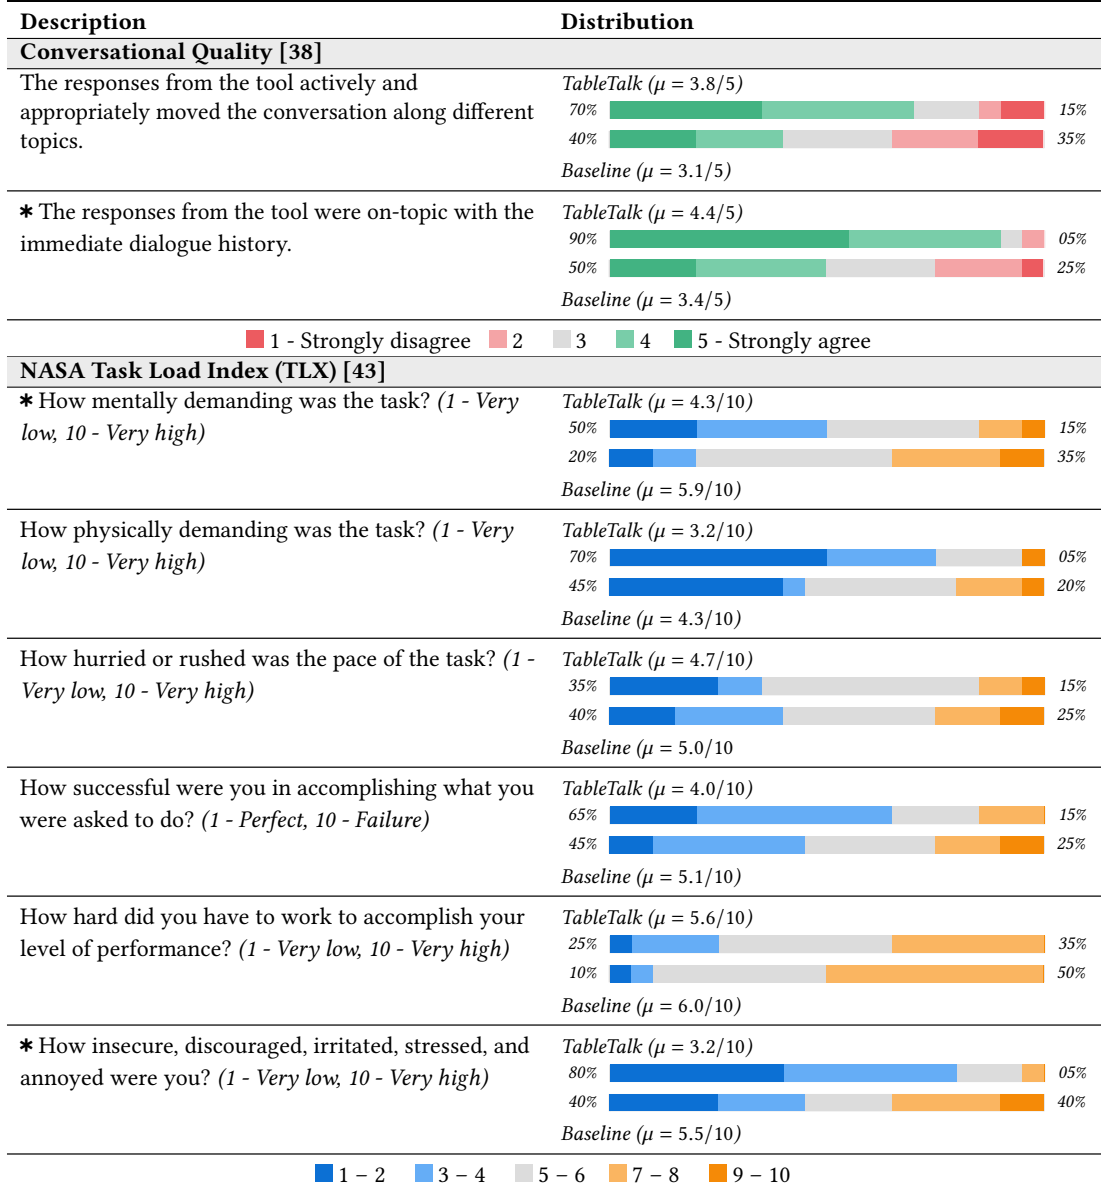 Description Distribution
Conversational Quality [38]
The responses from the tool actively and
appropriately moved the conversation along different
topics.
TableTalk (μ = 3.8/5)
70% 15%
40% 35%
Baseline (μ = 3.1/5)
* The responses from the tool were on-topic with the
immediate dialogue history.
TableTalk (μ = 4.4/5)
90% 05%
50% 25%
Baseline (μ = 3.4/5)
1 - Strongly disagree 2 3 4 5 - Strongly agree
NASA Task Load Index (TLX) [43]
* How mentally demanding was the task? (1 - Very
low, 10 - Very high)
TableTalk (μ = 4.3/10)
50% 15%
20% 35%
Baseline (μ = 5.9/10)
How physically demanding was the task? (1 - Very
low, 10 - Very high)
TableTalk (μ = 3.2/10)
70% 05%
45% 20%
Baseline (μ = 4.3/10)
How hurried or rushed was the pace of the task? (1 -
Very low, 10 - Very high)
TableTalk (μ = 4.7/10)
35% 15%
40% 25%
Baseline (μ = 5.0/10
How successful were you in accomplishing what you
were asked to do? (1 - Perfect, 10 - Failure)
TableTalk (μ = 4.0/10)
65% 15%
45% 25%
Baseline (μ = 5.1/10)
How hard did you have to work to accomplish your
level of performance? (1 - Very low, 10 - Very high)
TableTalk (μ = 5.6/10)
25% 35%
10% 50%
Baseline (μ = 6.0/10)
* How insecure, discouraged, irritated, stressed, and
annoyed were you? (1 - Very low, 10 - Very high)
TableTalk (μ = 3.2/10)
80% 05%
40% 40%
Baseline (μ = 5.5/10)
1 – 2 3 – 4 5 – 6 7 – 8 9 – 10